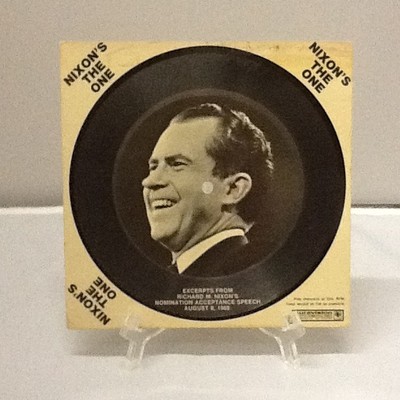 NIXON'S
THE
ONE
NIXON'S
THE
ONE
EXCERPTS FROM
RICHARD M. NIXON'S
NOMINATION ACCEPTANCE SPEECH
AUGUST 8, 1968
NIXON'S
THE
ONE